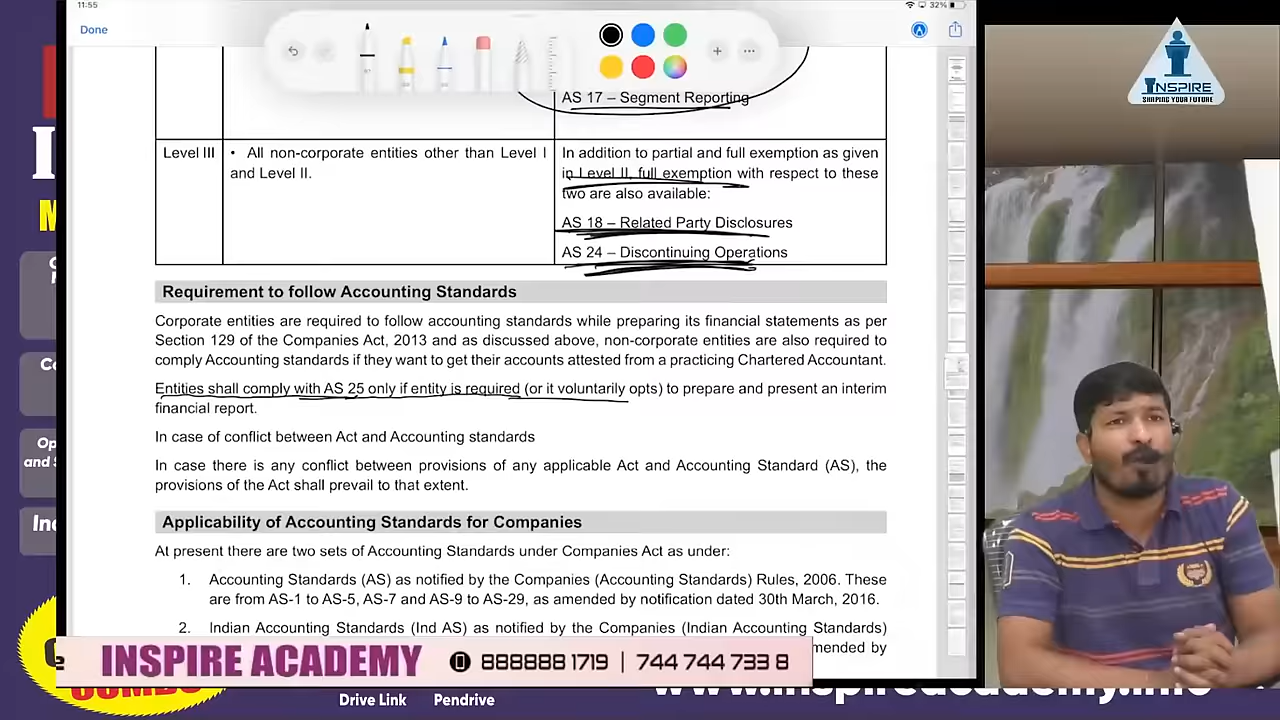 11:55
32%
Done
INSPIRE
SHAPING YOUR FUTURE
AS 17 – Segment Reporting
Level III
• All non-corporate entities other than Level I
and Level II.
In addition to partial and full exemption as given
in Level II, full exemption with respect to these
two are also available:
AS 18 – Related Party Disclosures
AS 24 – Discontinuing Operations
Requirement to follow Accounting Standards
Corporate entities are required to follow accounting standards while preparing its financial statements as per
Section 129 of the Companies Act, 2013 and as discussed above, non-corporate entities are also required to
comply Accounting standards if they want to get their accounts attested from a practicing Chartered Accountant.
Entities shall comply with AS 25 only if entity is required (or it voluntarily opts) to prepare and present an interim
financial report.
In case of conflict between Act and Accounting standards
In case there is any conflict between provisions of any applicable Act and Accounting Standard (AS), the
provisions of the Act shall prevail to that extent.
Applicability of Accounting Standards for Companies
At present there are two sets of Accounting Standards under Companies Act as under:
1. Accounting Standards (AS) as notified by the Companies (Accounting Standards) Rules, 2006. These
are from AS-1 to AS-5, AS-7 and AS-9 to AS-29, as amended by notification dated 30th March, 2016.
2. Indian Accounting Standards (Ind AS) as notified by the Companies (Indian Accounting Standards)
INSPIRE ACADEMY 888888 1719 | 744 744 733 8
Drive Link Pendrive